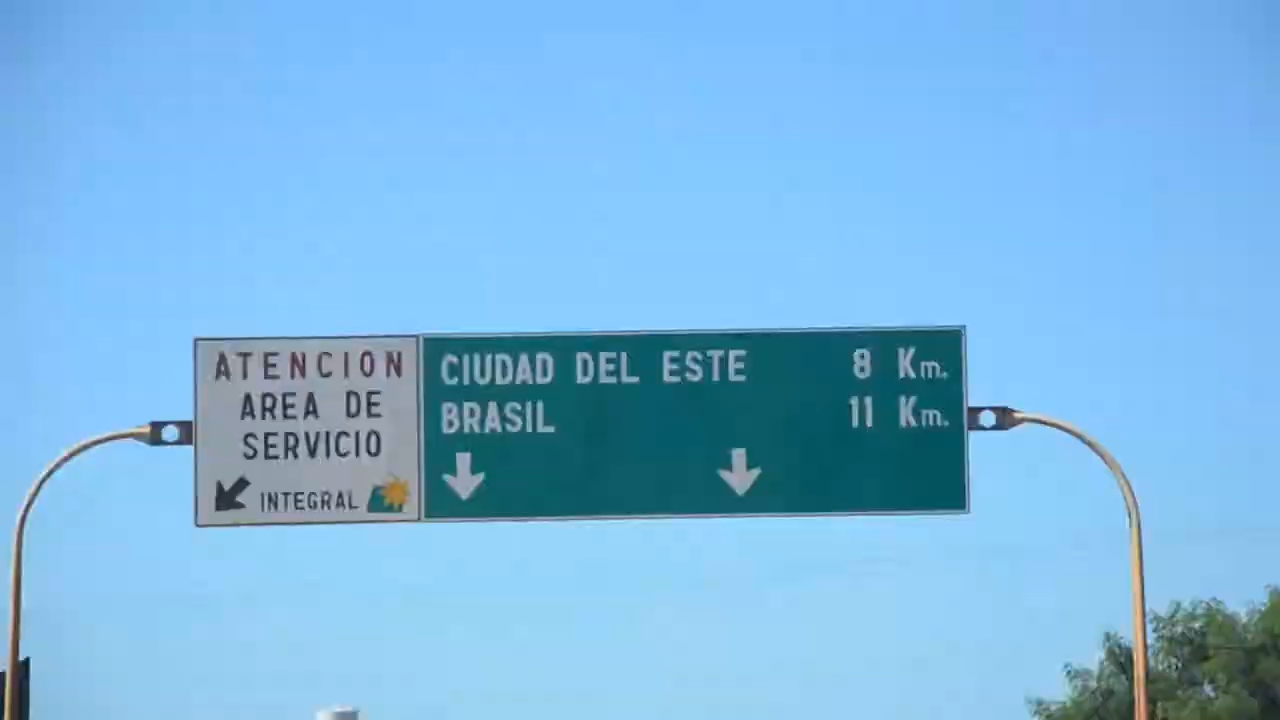 ATENCION
AREA DE
SERVICIO
INTEGRAL
CIUDAD DEL ESTE 8 Km.
BRASIL 11 Km.